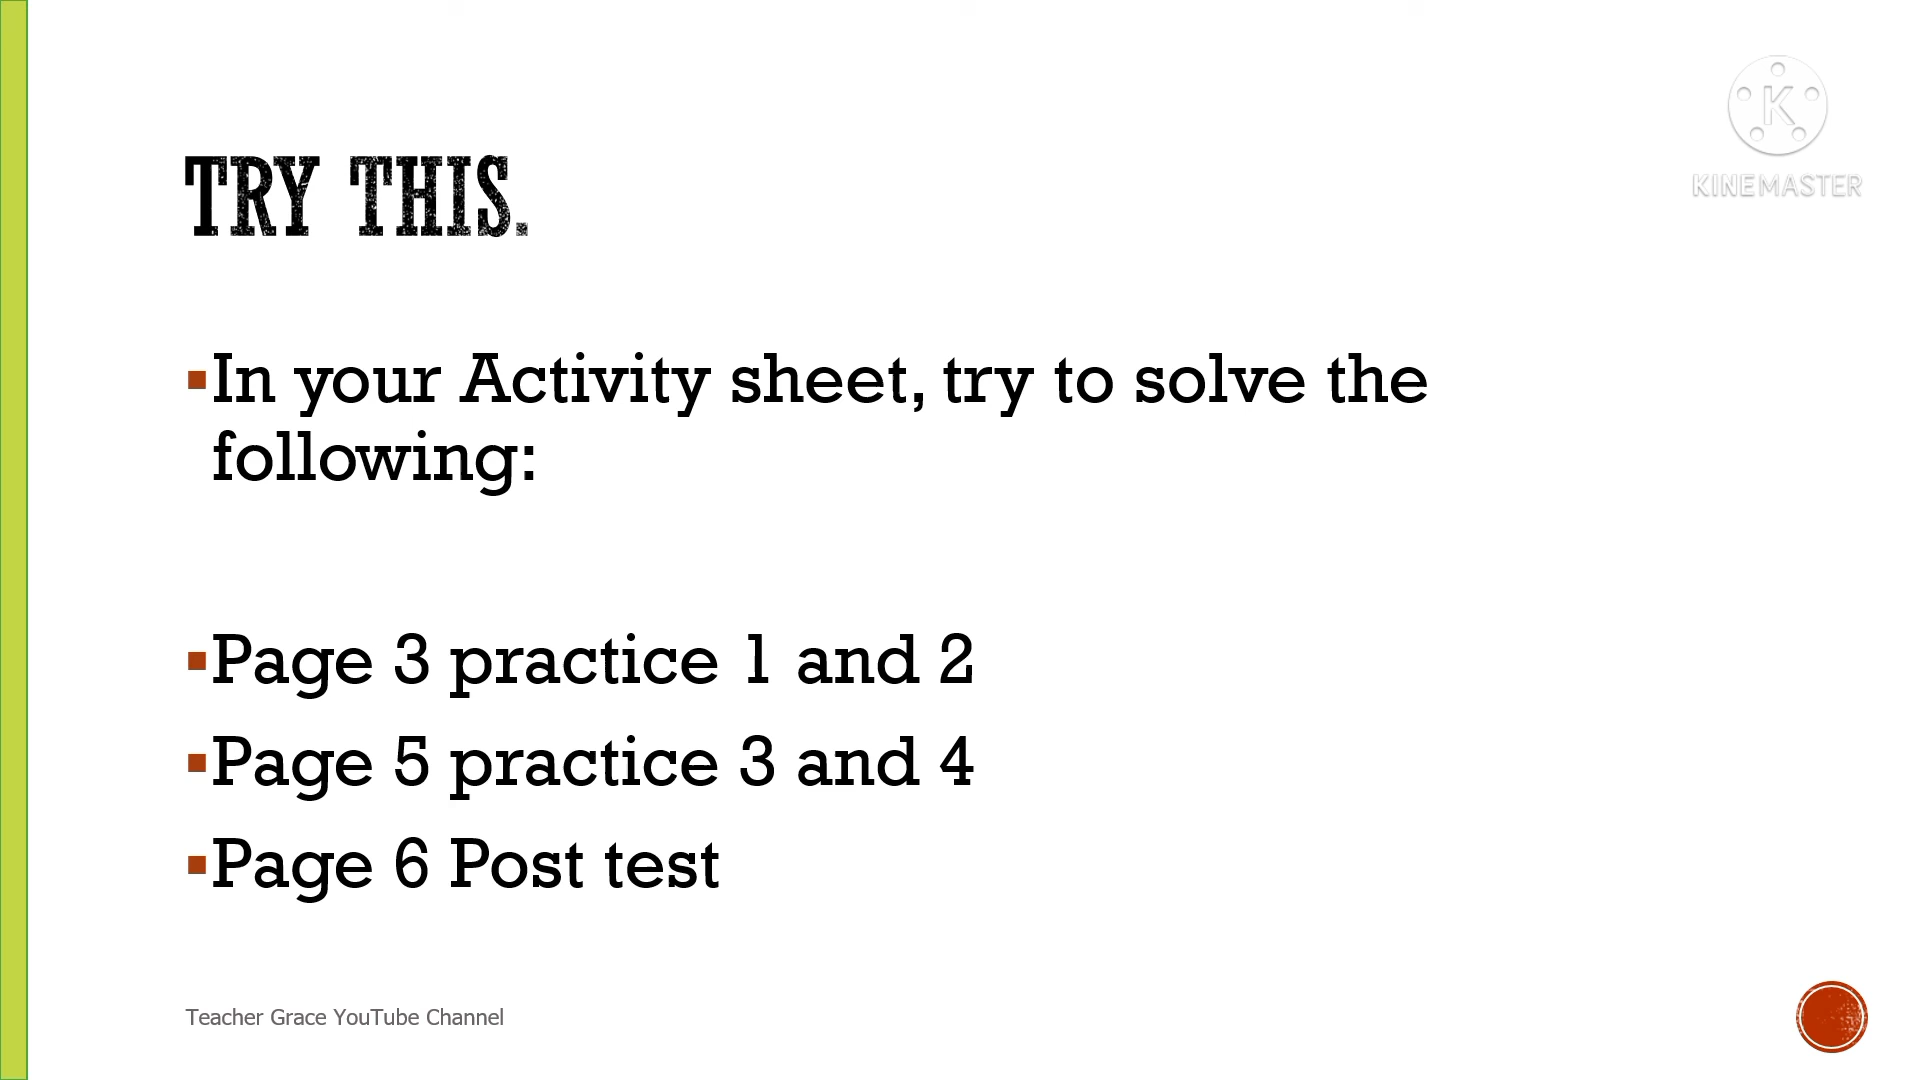 K
KINEMASTER
TRY THIS.
▪In your Activity sheet, try to solve the
following:
▪Page 3 practice 1 and 2
▪Page 5 practice 3 and 4
▪Page 6 Post test
Teacher Grace YouTube Channel